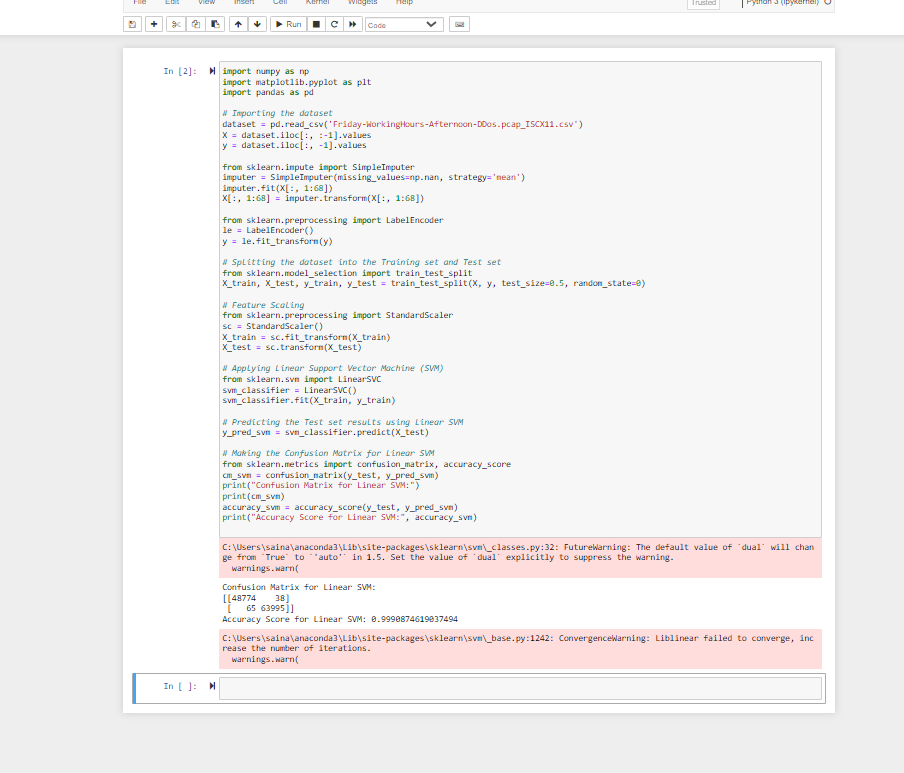 File Edit View Insert Cell Kernel Widgets Help Trusted Python 3 (ipykernel)
Run Code
In [2]:
import numpy as np
import matplotlib.pyplot as plt
import pandas as pd
# Importing the dataset
dataset = pd.read_csv('Friday-WorkingHours-Afternoon-DDos.pcap_ISCX11.csv')
X = dataset.iloc[:, :-1].values
y = dataset.iloc[:, -1].values
from sklearn.impute import SimpleImputer
imputer = SimpleImputer(missing_values=np.nan, strategy='mean')
imputer.fit(X[:, 1:68])
X[:, 1:68] = imputer.transform(X[:, 1:68])
from sklearn.preprocessing import LabelEncoder
le = LabelEncoder()
y = le.fit_transform(y)
# Splitting the dataset into the Training set and Test set
from sklearn.model_selection import train_test_split
X_train, X_test, y_train, y_test = train_test_split(X, y, test_size=0.5, random_state=0)
# Feature Scaling
from sklearn.preprocessing import StandardScaler
sc = StandardScaler()
X_train = sc.fit_transform(X_train)
X_test = sc.transform(X_test)
# Applying Linear Support Vector Machine (SVM)
from sklearn.svm import LinearSVC
svm_classifier = LinearSVC()
svm_classifier.fit(X_train, y_train)
# Predicting the Test set results using Linear SVM
y_pred_svm = svm_classifier.predict(X_test)
# Making the Confusion Matrix for Linear SVM
from sklearn.metrics import confusion_matrix, accuracy_score
cm_svm = confusion_matrix(y_test, y_pred_svm)
print("Confusion Matrix for Linear SVM:")
print(cm_svm)
accuracy_svm = accuracy_score(y_test, y_pred_svm)
print("Accuracy Score for Linear SVM:", accuracy_svm)
C:\Users\saina\anaconda3\Lib\site-packages\sklearn\svm\_classes.py:32: FutureWarning: The default value of `dual` will chan
ge from `True` to `'auto'` in 1.5. Set the value of `dual` explicitly to suppress the warning.
warnings.warn(
Confusion Matrix for Linear SVM:
[[48774 38]
[ 65 63995]]
Accuracy Score for Linear SVM: 0.9990874619037494
C:\Users\saina\anaconda3\Lib\site-packages\sklearn\svm\_base.py:1242: ConvergenceWarning: Liblinear failed to converge, inc
rease the number of iterations.
warnings.warn(
In [ ]: